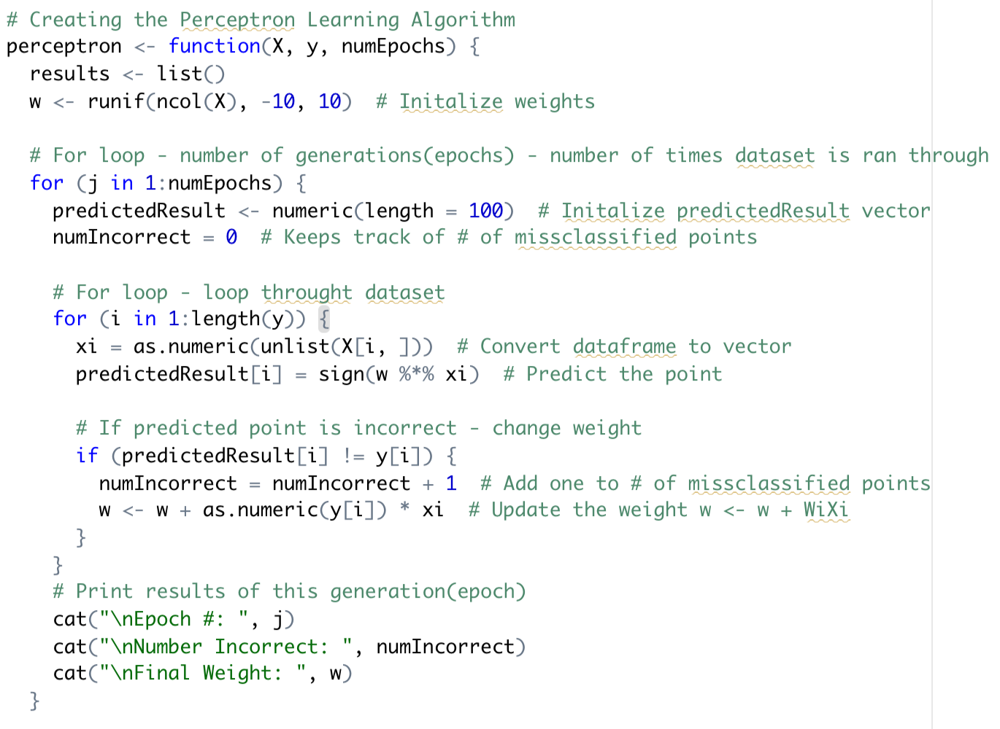 # Creating the Perceptron Learning Algorithm
perceptron <- function(X, y, numEpochs) {
  results <- list()
  w <- runif(ncol(X), -10, 10)  # Initalize weights

  # For loop - number of generations(epochs) - number of times dataset is ran through
  for (j in 1:numEpochs) {
    predictedResult <- numeric(length = 100)  # Initalize predictedResult vector
    numIncorrect = 0  # Keeps track of # of missclassified points

    # For loop - loop throught dataset
    for (i in 1:length(y)) {
      xi = as.numeric(unlist(X[i, ]))  # Convert dataframe to vector
      predictedResult[i] = sign(w %*% xi)  # Predict the point

      # If predicted point is incorrect - change weight
      if (predictedResult[i] != y[i]) {
        numIncorrect = numIncorrect + 1  # Add one to # of missclassified points
        w <- w + as.numeric(y[i]) * xi  # Update the weight w <- w + WiXi
      }
    }
    # Print results of this generation(epoch)
    cat("\nEpoch #: ", j)
    cat("\nNumber Incorrect: ", numIncorrect)
    cat("\nFinal Weight: ", w)
  }